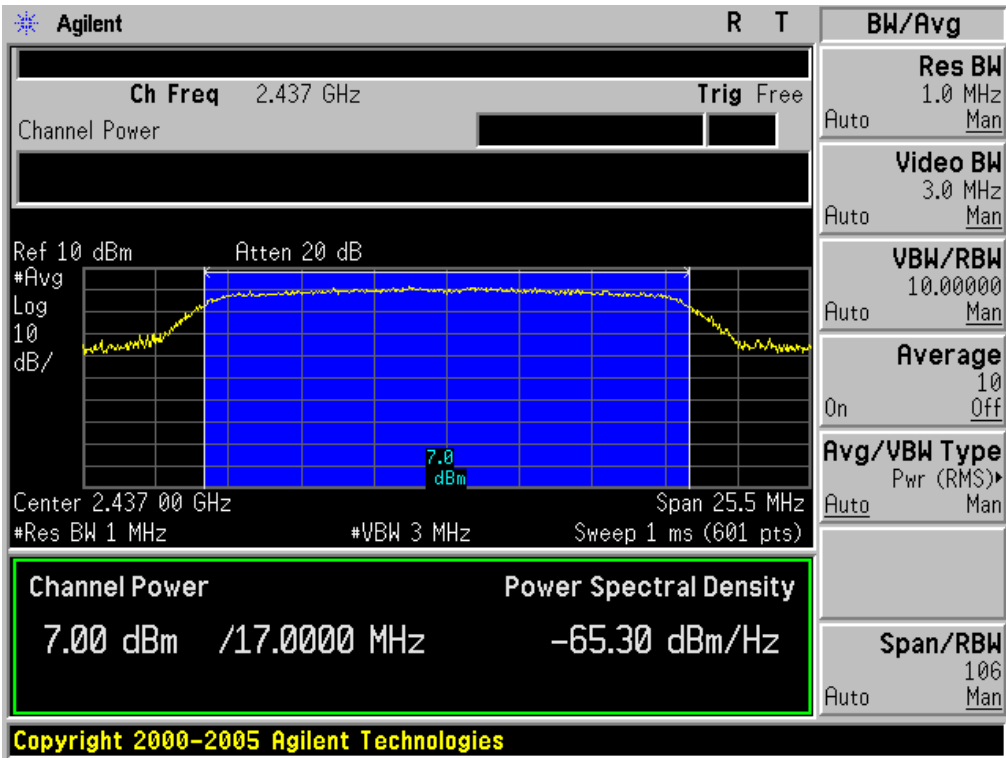 Agilent R T
Ch Freq 2.437 GHz Trig Free
Channel Power
Ref 10 dBm Atten 20 dB
#Avg
Log
10
dB/
7.0
dBm
Center 2.437 00 GHz Span 25.5 MHz
#Res BW 1 MHz #VBW 3 MHz Sweep 1 ms (601 pts)
Channel Power Power Spectral Density
7.00 dBm /17.0000 MHz -65.30 dBm/Hz
BW/Avg
Res BW
1.0 MHz
Auto Man
Video BW
3.0 MHz
Auto Man
VBW/RBW
10.00000
Auto Man
Average
10
On Off
Avg/VBW Type
Pwr (RMS)▸
Auto Man
Span/RBW
106
Auto Man
Copyright 2000-2005 Agilent Technologies